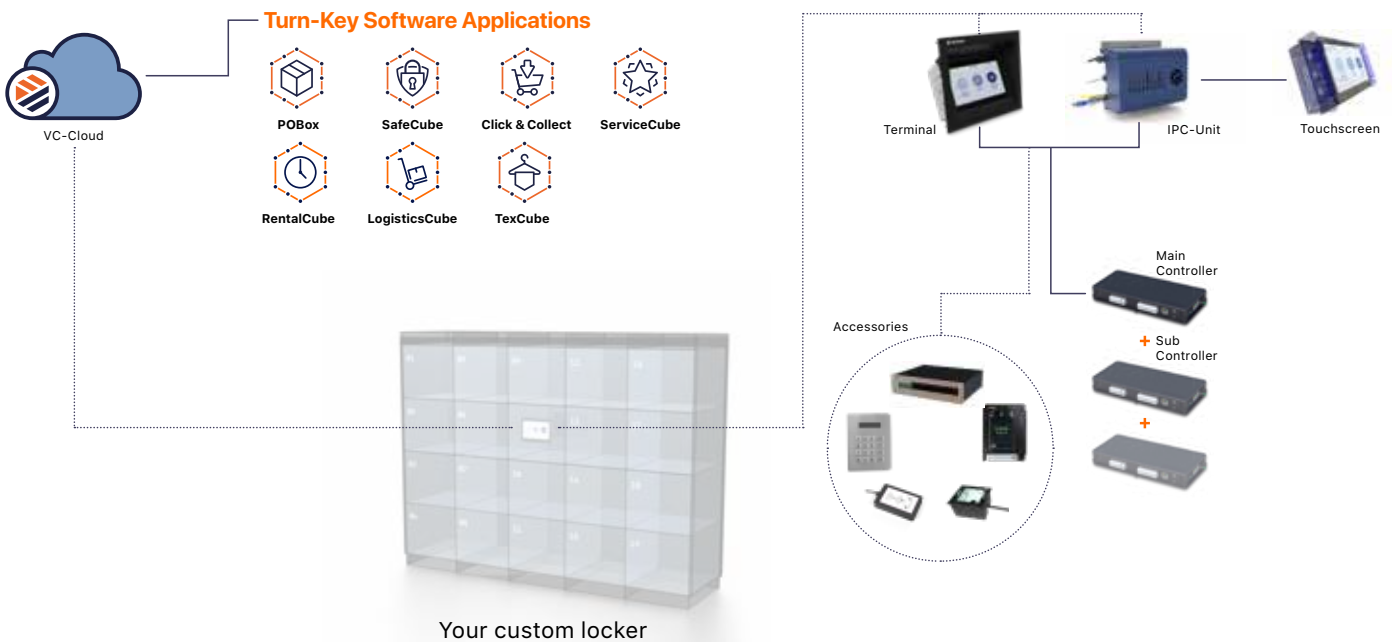 Turn-Key Software Applications
VC-Cloud
POBox
SafeCube
Click & Collect
ServiceCube
RentalCube
LogisticsCube
TexCube
Terminal
IPC-Unit
Touchscreen
Main
Controller
+ Sub
Controller
+
Accessories
Your custom locker